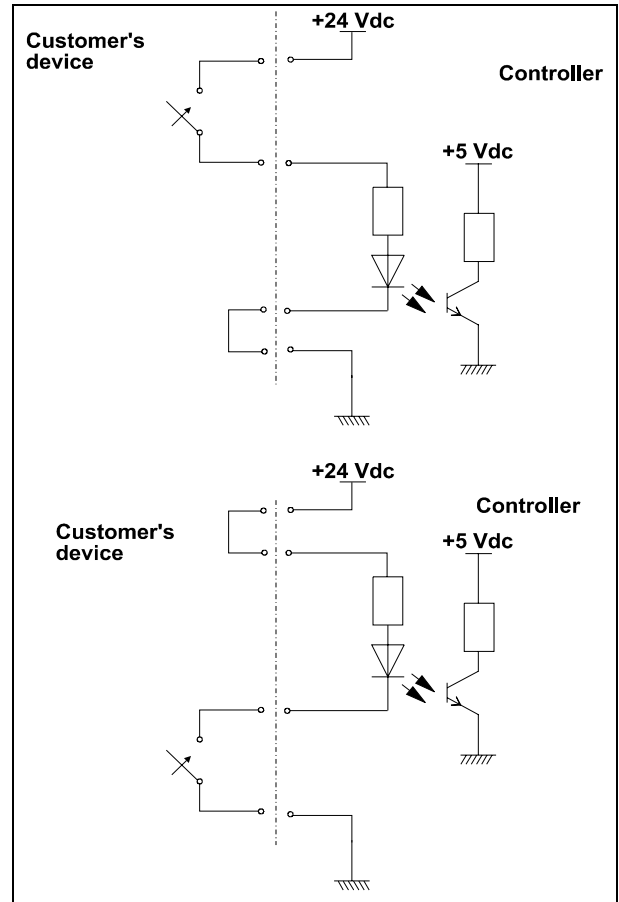 +24 Vdc
Customer's
device
Controller
+5 Vdc
+24 Vdc
Controller
Customer's
device
+5 Vdc